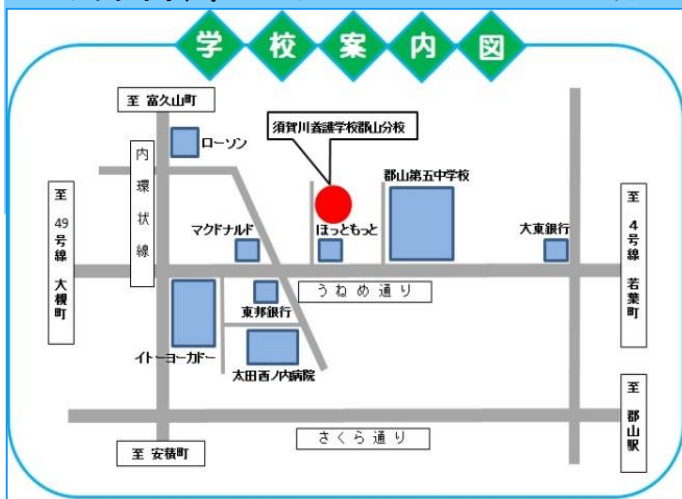 学校案内図
至 富久山町
ローソン
須賀川養護学校郡山分校
内環状線
郡山第五中学校
至 49号線 大槻町
マクドナルド
ほっともっと
大東銀行
至 4号線 若葉町
うねめ通り
東邦銀行
イトーヨーカドー
太田西ノ内病院
至 郡山駅
さくら通り
至 安積町